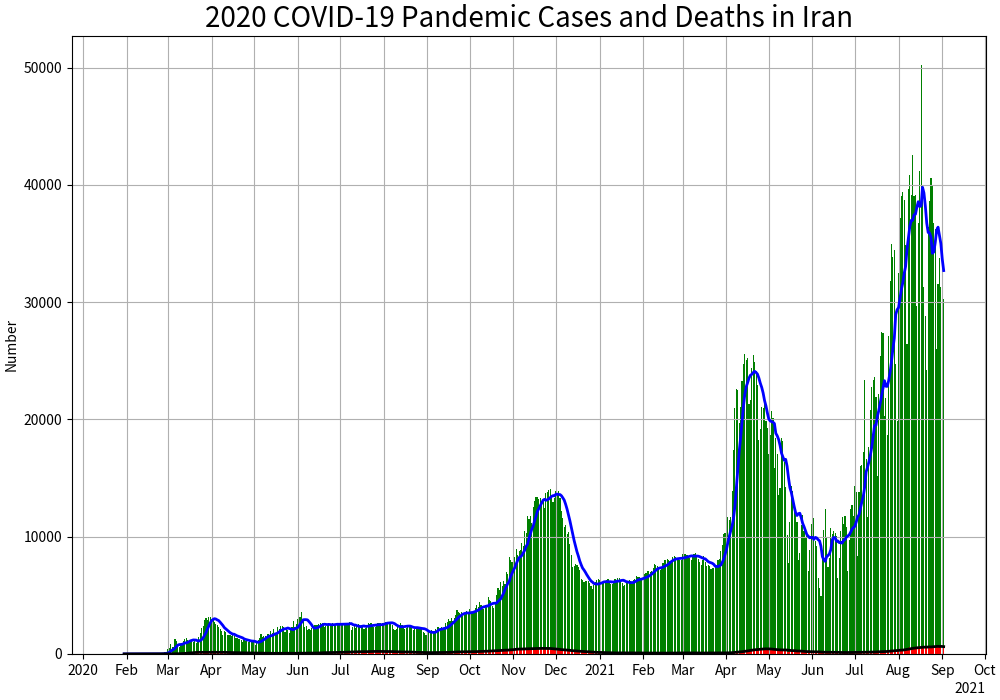 2020 COVID-19 Pandemic Cases and Deaths in Iran
50000
40000
30000
20000
10000
0
Number
2020 Feb Mar Apr May Jun Jul Aug Sep Oct Nov Dec 2021 Feb Mar Apr May Jun Jul Aug Sep Oct
2021